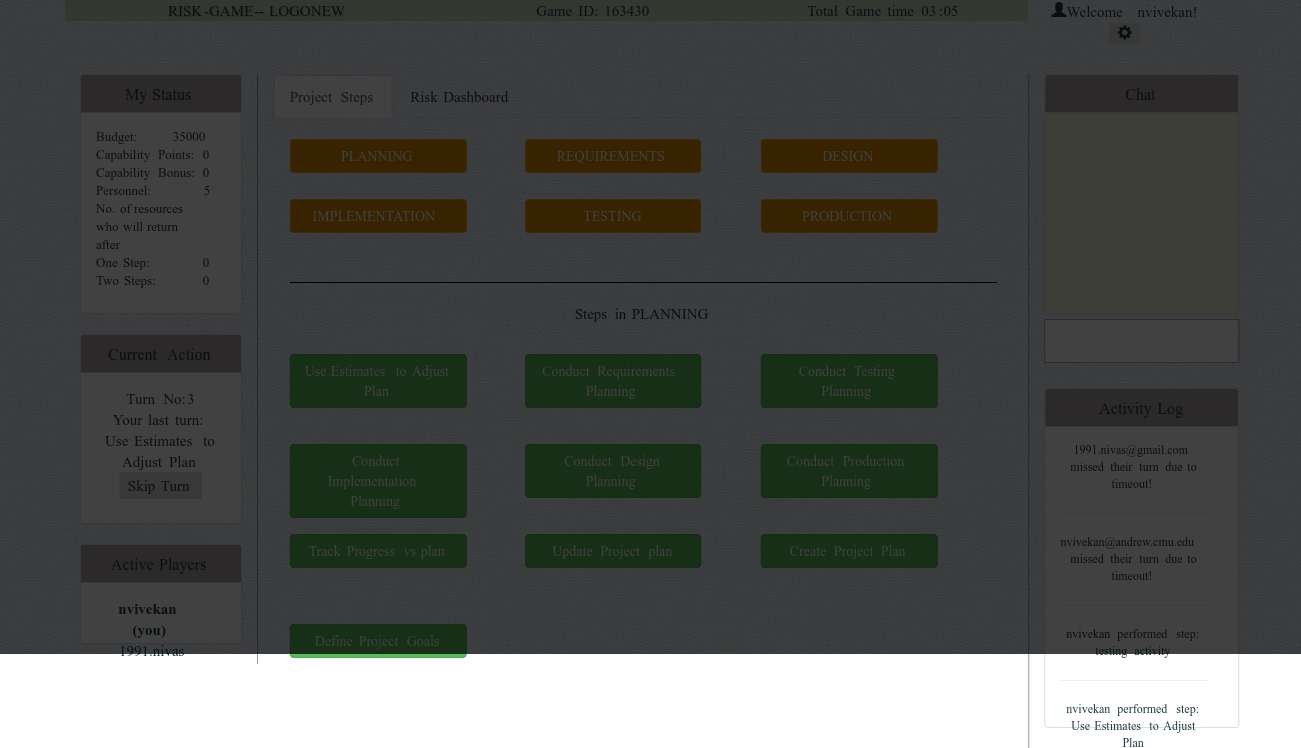 RISK-GAME-- LOGONEW Game ID: 163430 Total Game time 03:05
Welcome nvivekan!
My Status
Budget: 35000
Capability Points: 0
Capability Bonus: 0
Personnel: 5
No. of resources
who will return
after
One Step: 0
Two Steps: 0
Current Action
Turn No:3
Your last turn:
Use Estimates to
Adjust Plan
Skip Turn
Active Players
nvivekan
(you)
1991.nivas
Project Steps Risk Dashboard
PLANNING REQUIREMENTS DESIGN
IMPLEMENTATION TESTING PRODUCTION
Steps in PLANNING
Use Estimates to Adjust
Plan
Conduct Requirements
Planning
Conduct Testing
Planning
Conduct
Implementation
Planning
Conduct Design
Planning
Conduct Production
Planning
Track Progress vs plan
Update Project plan
Create Project Plan
Define Project Goals
Chat
Activity Log
1991.nivas@gmail.com
missed their turn due to
timeout!
nvivekan@andrew.cmu.edu
missed their turn due to
timeout!
nvivekan performed step:
testing activity
nvivekan performed step:
Use Estimates to Adjust
Plan